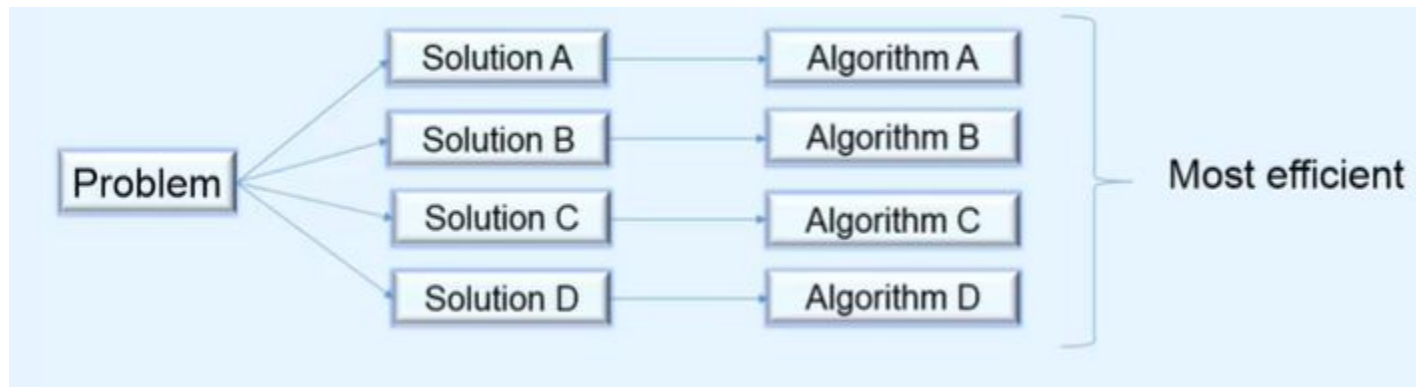 Solution A
Algorithm A
Solution B
Algorithm B
Problem
Most efficient
Solution C
Algorithm C
Solution D
Algorithm D